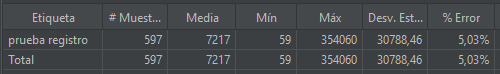 Etiqueta # Muest... Media Mín Máx Desv. Est... % Error
prueba registro 597 7217 59 354060 30788,46 5,03%
Total 597 7217 59 354060 30788,46 5,03%